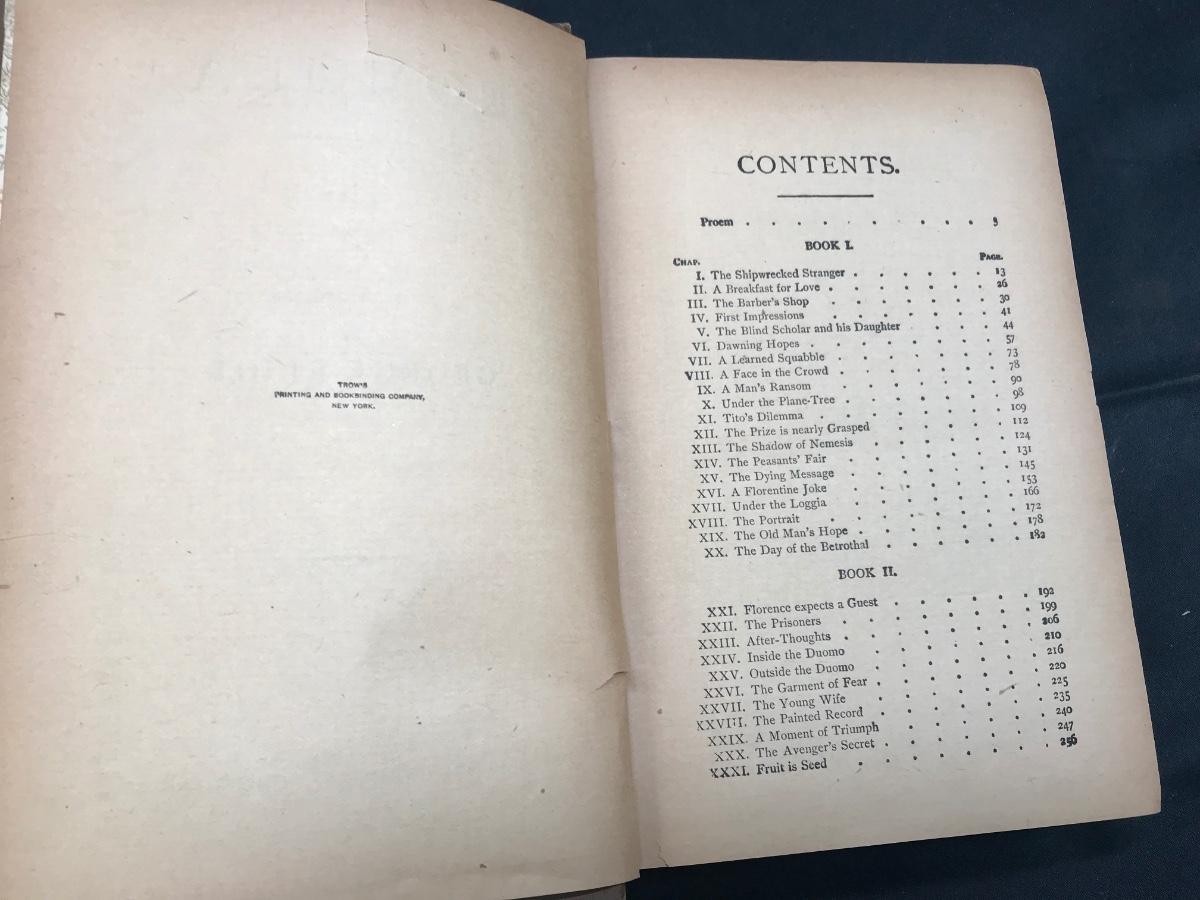 TROW'S
PRINTING AND BOOKBINDING COMPANY,
NEW YORK.
CONTENTS.
Proem . . . . . . . . . . 5
BOOK I.
CHAP. PAGE.
I. The Shipwrecked Stranger . . . . . . 13
II. A Breakfast for Love . . . . . . . 26
III. The Barber's Shop . . . . . . . 30
IV. First Impressions . . . . . . . 41
V. The Blind Scholar and his Daughter . . . . 44
VI. Dawning Hopes . . . . . . . . 57
VII. A Learned Squabble . . . . . . . 73
VIII. A Face in the Crowd . . . . . . . 78
IX. A Man's Ransom . . . . . . . 90
X. Under the Plane-Tree . . . . . . . 98
XI. Tito's Dilemma . . . . . . . . 109
XII. The Prize is nearly Grasped . . . . . 112
XIII. The Shadow of Nemesis . . . . . . 124
XIV. The Peasants' Fair . . . . . . . 131
XV. The Dying Message . . . . . . . 145
XVI. A Florentine Joke . . . . . . . 153
XVII. Under the Loggia . . . . . . . 166
XVIII. The Portrait . . . . . . . . 172
XIX. The Old Man's Hope . . . . . . . 178
XX. The Day of the Betrothal . . . . . . 182
BOOK II.
XXI. Florence expects a Guest . . . . . . 192
XXII. The Prisoners . . . . . . . . 199
XXIII. After-Thoughts . . . . . . . . 206
XXIV. Inside the Duomo . . . . . . . 210
XXV. Outside the Duomo . . . . . . . 216
XXVI. The Garment of Fear . . . . . . . 220
XXVII. The Young Wife . . . . . . . 225
XXVIII. The Painted Record . . . . . . . 235
XXIX. A Moment of Triumph . . . . . . 240
XXX. The Avenger's Secret . . . . . . . 247
XXXI. Fruit is Seed . . . . . . . . 256